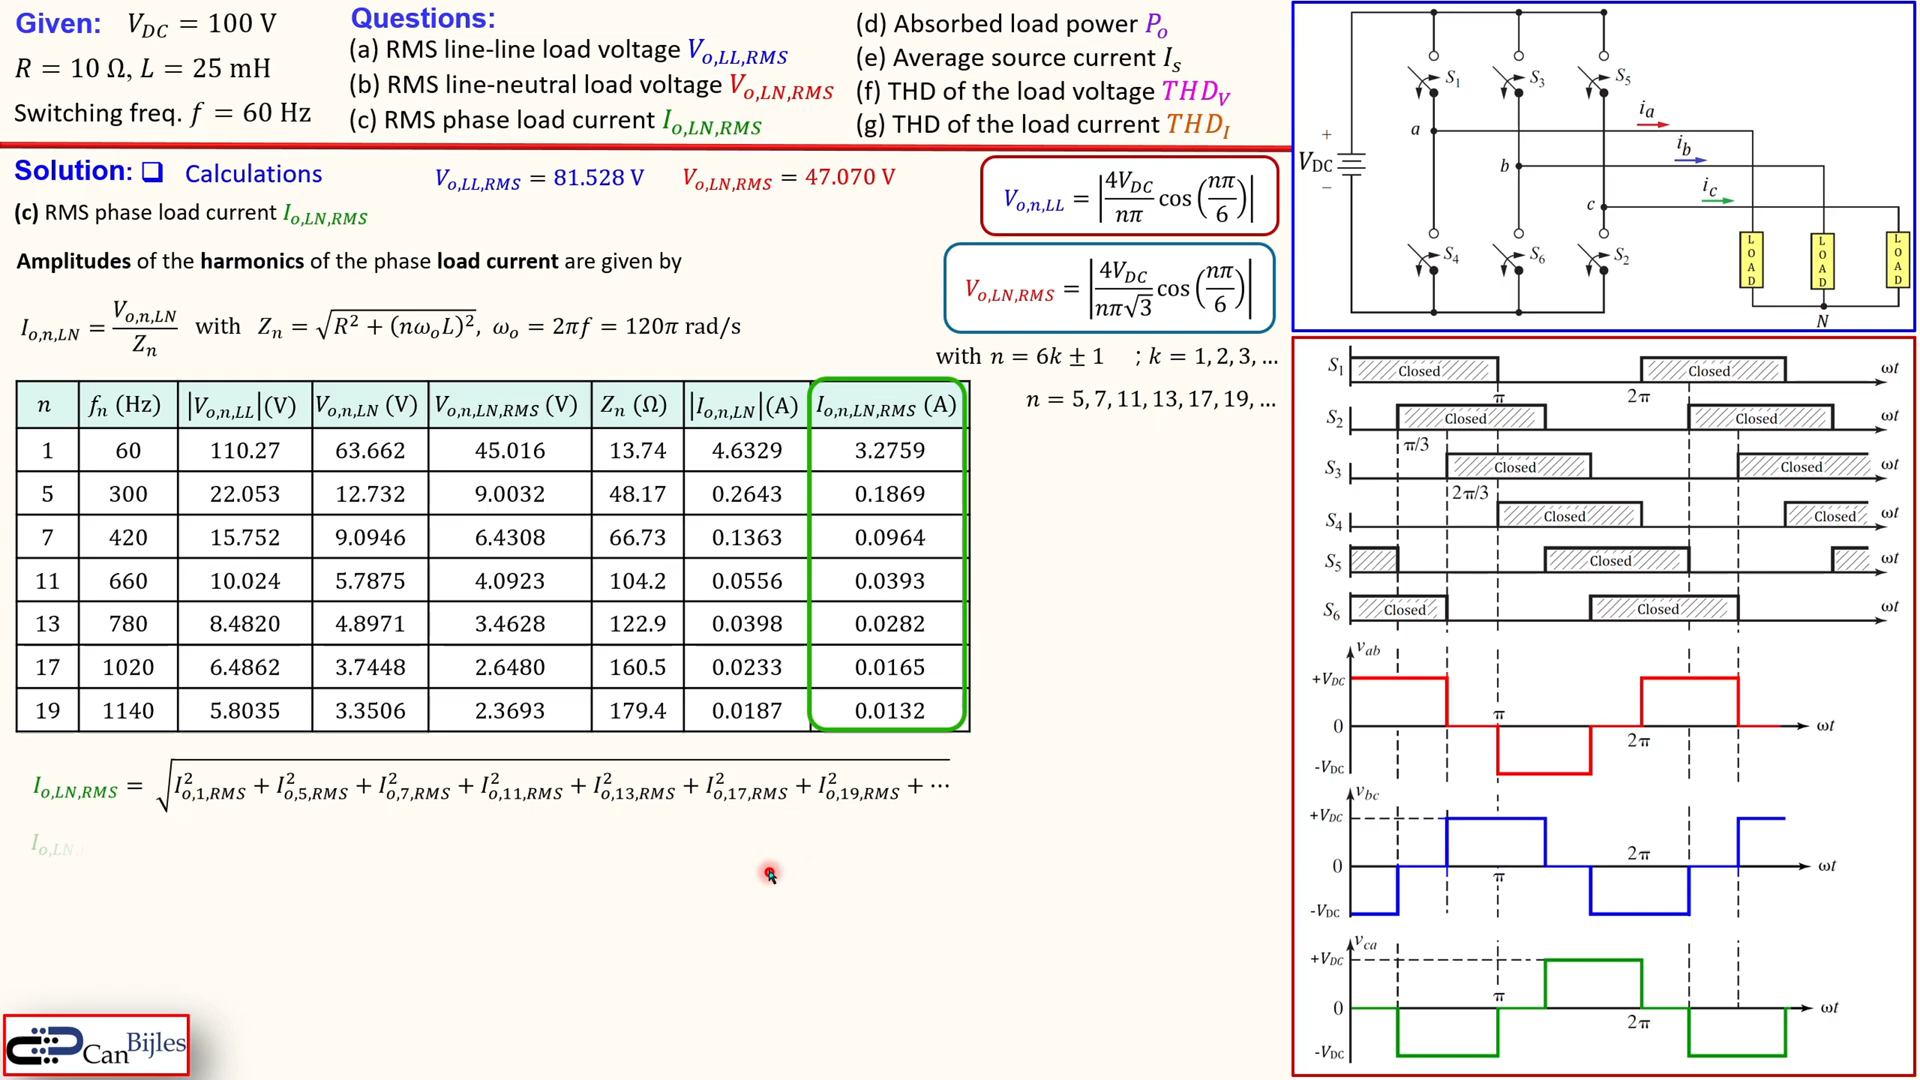 Given: V_DC = 100 V
R = 10 Ω, L = 25 mH
Switching freq. f = 60 Hz
Questions:
(a) RMS line-line load voltage V_o,LL,RMS
(b) RMS line-neutral load voltage V_o,LN,RMS
(c) RMS phase load current I_o,LN,RMS
(d) Absorbed load power P_o
(e) Average source current I_s
(f) THD of the load voltage THD_V
(g) THD of the load current THD_I
Solution: ❑ Calculations V_o,LL,RMS = 81.528 V V_o,LN,RMS = 47.070 V
(c) RMS phase load current I_o,LN,RMS
Amplitudes of the harmonics of the phase load current are given by
I_o,n,LN = V_o,n,LN / Z_n with Z_n = √(R² + (nω_oL)²), ω_o = 2πf = 120π rad/s
V_o,n,LL = |4V_DC/nπ cos(nπ/6)|
V_o,LN,RMS = |4V_DC/nπ√3 cos(nπ/6)|
with n = 6k ± 1 ; k = 1, 2, 3, …
n = 5, 7, 11, 13, 17, 19, …
n f_n (Hz) |V_o,n,LL|(V) V_o,n,LN (V) V_o,n,LN,RMS (V) Z_n (Ω) |I_o,n,LN|(A) I_o,n,LN,RMS (A)
1 60 110.27 63.662 45.016 13.74 4.6329 3.2759
5 300 22.053 12.732 9.0032 48.17 0.2643 0.1869
7 420 15.752 9.0946 6.4308 66.73 0.1363 0.0964
11 660 10.024 5.7875 4.0923 104.2 0.0556 0.0393
13 780 8.4820 4.8971 3.4628 122.9 0.0398 0.0282
17 1020 6.4862 3.7448 2.6480 160.5 0.0233 0.0165
19 1140 5.8035 3.3506 2.3693 179.4 0.0187 0.0132
I_o,LN,RMS = √(I²_o,1,RMS + I²_o,5,RMS + I²_o,7,RMS + I²_o,11,RMS + I²_o,13,RMS + I²_o,17,RMS + I²_o,19,RMS + ⋯
I_o,LN,
CanBijles
S1 S3 S5
i_a
a
i_b
+
V_DC
−
b
i_c
c
S4 S6 S2
LOAD LOAD LOAD
N
S1 Closed Closed ωt
π 2π
S2 Closed Closed ωt
π/3
S3 Closed Closed ωt
2π/3
S4 Closed Closed ωt
S5 Closed ωt
S6 Closed Closed ωt
v_ab
+V_DC
π
0 ωt
2π
-V_DC
v_bc
+V_DC
2π
0 ωt
π
-V_DC
v_ca
+V_DC
π
0 ωt
2π
-V_DC